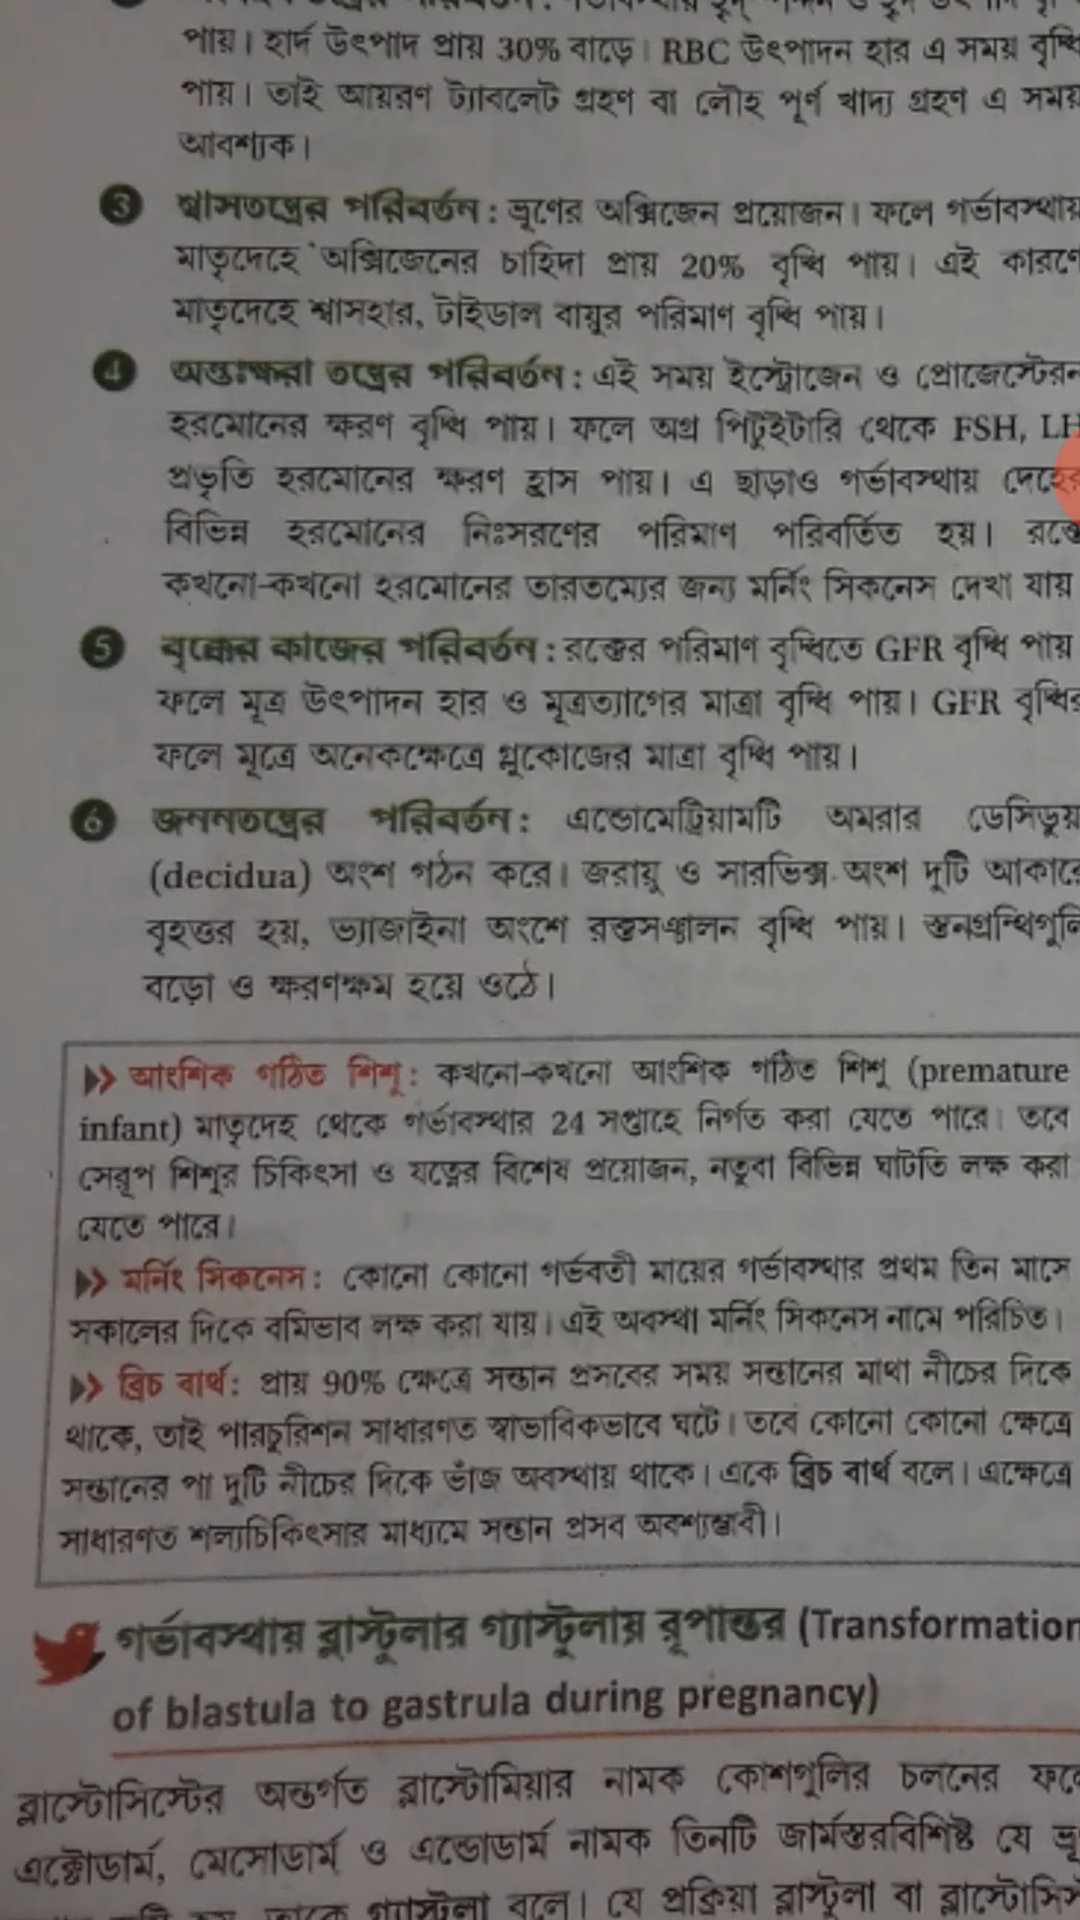 পায়। হার্দ উৎপাদ প্রায় 30% বাড়ে। RBC উৎপাদন হার এ সময় বৃদ্ধি
পায়। তাই আয়রণ ট্যাবলেট গ্রহণ বা লৌহ পূর্ণ খাদ্য গ্রহণ এ সময়
আবশ্যক।
3 শ্বাসতন্ত্রের পরিবর্তন : ভ্রূণের অক্সিজেন প্রয়োজন। ফলে গর্ভাবস্থায়
মাতৃদেহে অক্সিজেনের চাহিদা প্রায় 20% বৃদ্ধি পায়। এই কারণে
মাতৃদেহে শ্বাসহার, টাইডাল বায়ুর পরিমাণ বৃদ্ধি পায়।
4 অন্তঃক্ষরা তন্ত্রের পরিবর্তন : এই সময় ইস্ট্রোজেন ও প্রোজেস্টেরন
হরমোনের ক্ষরণ বৃদ্ধি পায়। ফলে অগ্র পিটুইটারি থেকে FSH, LH
প্রভৃতি হরমোনের ক্ষরণ হ্রাস পায়। এ ছাড়াও গর্ভাবস্থায় দেহের
বিভিন্ন হরমোনের নিঃসরণের পরিমাণ পরিবর্তিত হয়। রক্তে
কখনো-কখনো হরমোনের তারতম্যের জন্য মর্নিং সিকনেস দেখা যায়
5 বৃক্কের কাজের পরিবর্তন : রক্তের পরিমাণ বৃদ্ধিতে GFR বৃদ্ধি পায়
ফলে মূত্র উৎপাদন হার ও মূত্রত্যাগের মাত্রা বৃদ্ধি পায়। GFR বৃদ্ধির
ফলে মূত্রে অনেকক্ষেত্রে গ্লুকোজের মাত্রা বৃদ্ধি পায়।
6 জননতন্ত্রের পরিবর্তন : এন্ডোমেট্রিয়ামটি অমরার ডেসিডুয়
(decidua) অংশ গঠন করে। জরায়ু ও সারভিক্স অংশ দুটি আকারে
বৃহত্তর হয়, ভ্যাজাইনা অংশে রক্তসঞ্চালন বৃদ্ধি পায়। স্তনগ্রন্থিগুলি
বড়ো ও ক্ষরণক্ষম হয়ে ওঠে।
আংশিক গঠিত শিশু : কখনো-কখনো আংশিক গঠিত শিশু (premature
infant) মাতৃদেহ থেকে গর্ভাবস্থার 24 সপ্তাহে নির্গত করা যেতে পারে। তবে
সেরূপ শিশুর চিকিৎসা ও যত্নের বিশেষ প্রয়োজন, নতুবা বিভিন্ন ঘাটতি লক্ষ করা
যেতে পারে।
মর্নিং সিকনেস : কোনো কোনো গর্ভবতী মায়ের গর্ভাবস্থার প্রথম তিন মাসে
সকালের দিকে বমিভাব লক্ষ করা যায়। এই অবস্থা মর্নিং সিকনেস নামে পরিচিত।
ব্রিচ বার্থ : প্রায় 90% ক্ষেত্রে সন্তান প্রসবের সময় সন্তানের মাথা নীচের দিকে
থাকে, তাই পারচুরিশন সাধারণত স্বাভাবিকভাবে ঘটে। তবে কোনো কোনো ক্ষেত্রে
সন্তানের পা দুটি নীচের দিকে ভাঁজ অবস্থায় থাকে। একে ব্রিচ বার্থ বলে। এক্ষেত্রে
সাধারণত শল্যচিকিৎসার মাধ্যমে সন্তান প্রসব অবশ্যম্ভাবী।
গর্ভাবস্থায় ব্লাস্টুলার গ্যাস্ট্রুলায় রূপান্তর (Transformation
of blastula to gastrula during pregnancy)
ব্লাস্টোসিস্টের অন্তর্গত ব্লাস্টোমিয়ার নামক কোশগুলির চলনের ফলে
এক্টোডার্ম, মেসোডার্ম ও এন্ডোডার্ম নামক তিনটি জার্মস্তরবিশিষ্ট যে ভ্রূ
তাকে গ্যাস্ট্রুলা বলে। যে প্রক্রিয়া ব্লাস্টুলা বা ব্লাস্টোসিস